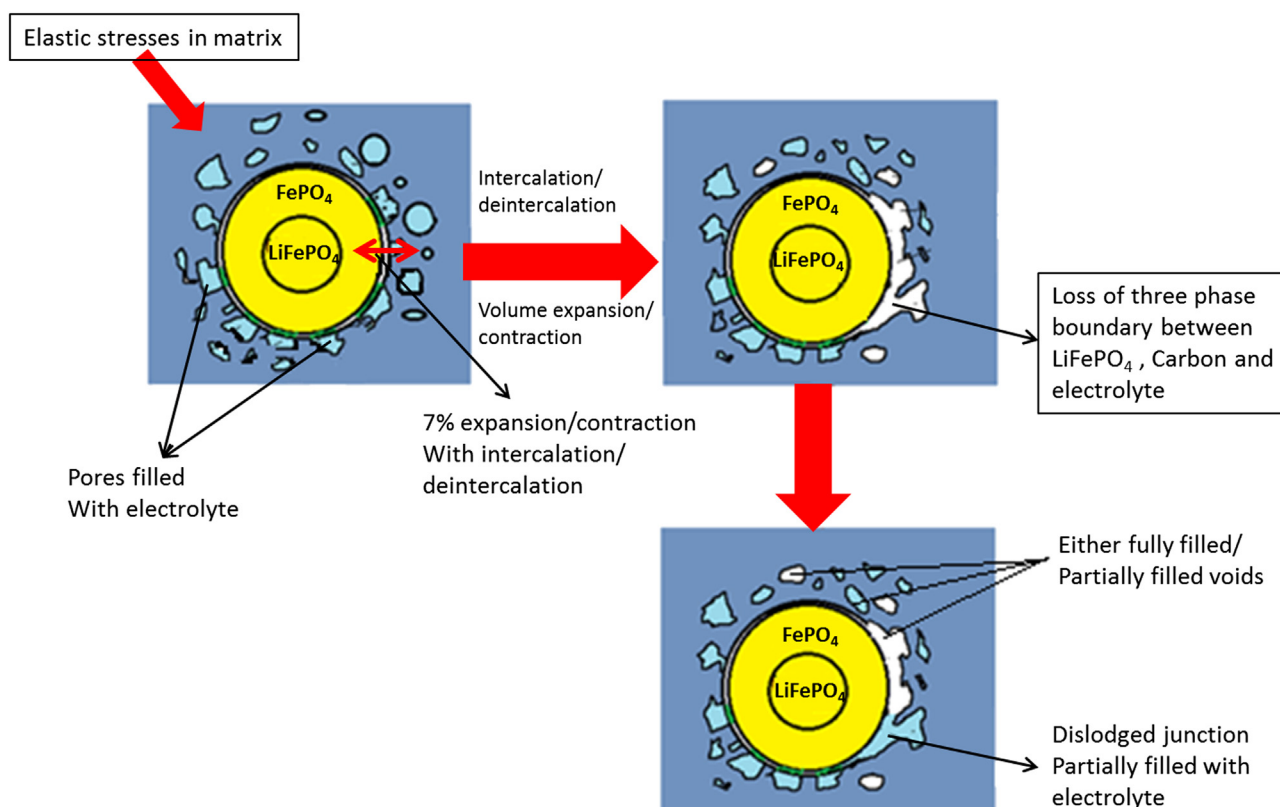 Elastic stresses in matrix
FePO₄
LiFePO₄
Intercalation/
deintercalation
Volume expansion/
contraction
FePO₄
LiFePO₄
Loss of three phase
boundary between
LiFePO₄ , Carbon and
electrolyte
7% expansion/contraction
With intercalation/
deintercalation
Pores filled
With electrolyte
Either fully filled/
Partially filled voids
FePO₄
LiFePO₄
Dislodged junction
Partially filled with
electrolyte